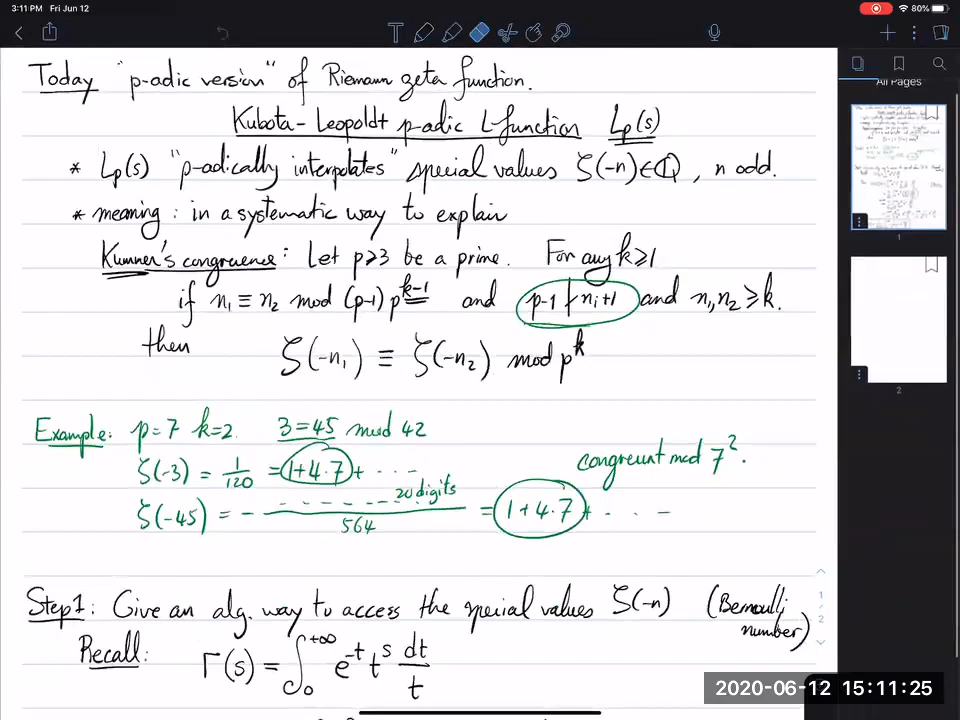 3:11 PM Fri Jun 12
80%
Today "p-adic version" of Riemann zeta function.
Kubota-Leopoldt p-adic L-function Lp(s)
* Lp(s) "p-adically interpolates" special values ζ(-n)∈ℚ, n odd.
* meaning: in a systematic way to explain
Kummer's congruence: Let p≥3 be a prime. For any k≥1
if n₁ ≡ n₂ mod (p-1)p^{k-1} and p-1 ∤ nᵢ+1 and n₁,n₂ ≥ k.
then ζ(-n₁) ≡ ζ(-n₂) mod p^k
Example: p=7 k=2. 3=45 mod 42
ζ(-3) = 1/120 = 1+4·7+ ···
congruent mod 7².
ζ(-45) = - ------- 20 digits / 564 = 1+4·7+ ···
Step1: Give an alg. way to access the special values ζ(-n) (Bernoulli number)
Recall: Γ(s) = ∫₀^{+∞} e^{-t} t^s dt/t
All Pages
1
2
1/2
2020-06-12 15:11:25